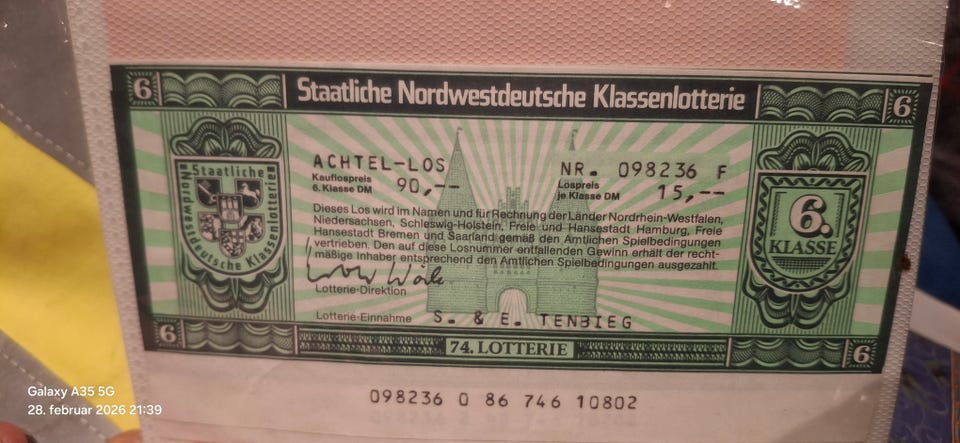 6
Staatliche Nordwestdeutsche Klassenlotterie
6
Staatliche
Nordwestdeutsche Klassenlotterie
ACHTEL-LOS
Kauflospreis
6. Klasse DM 90,--
NR. 098236 F
Lospreis
je Klasse DM 15,--
6.
KLASSE
Dieses Los wird im Namen und für Rechnung der Länder Nordrhein-Westfalen,
Niedersachsen, Schleswig-Holstein, Freie und Hansestadt Hamburg, Freie
Hansestadt Bremen und Saarland gemäß den Amtlichen Spielbedingungen
vertrieben. Den auf diese Losnummer entfallenden Gewinn erhält der recht-
mäßige Inhaber entsprechend den Amtlichen Spielbedingungen ausgezahlt.
Lotterie-Direktion
Lotterie-Einnahme S. & E. TENBIEG
6
74. LOTTERIE
6
098236 0 86 746 10802
Galaxy A35 5G
28. februar 2026 21:39